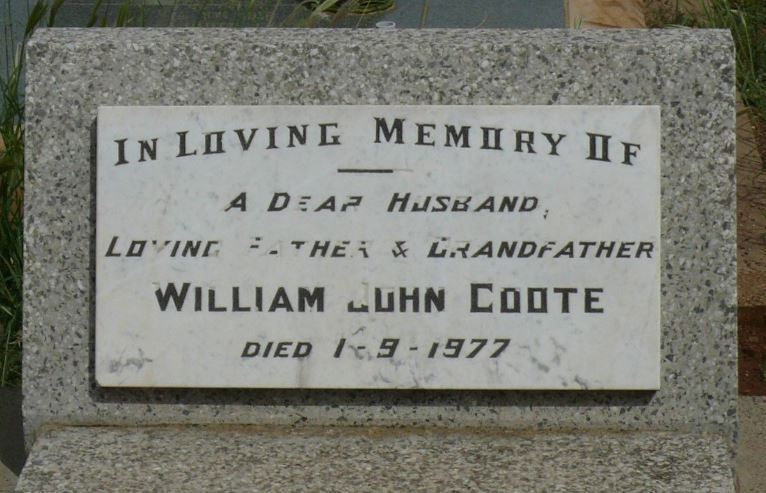 IN LOVING MEMORY OF
A DEAR HUSBAND,
LOVING FATHER & GRANDFATHER
WILLIAM JOHN COOTE
DIED 1-9-1977